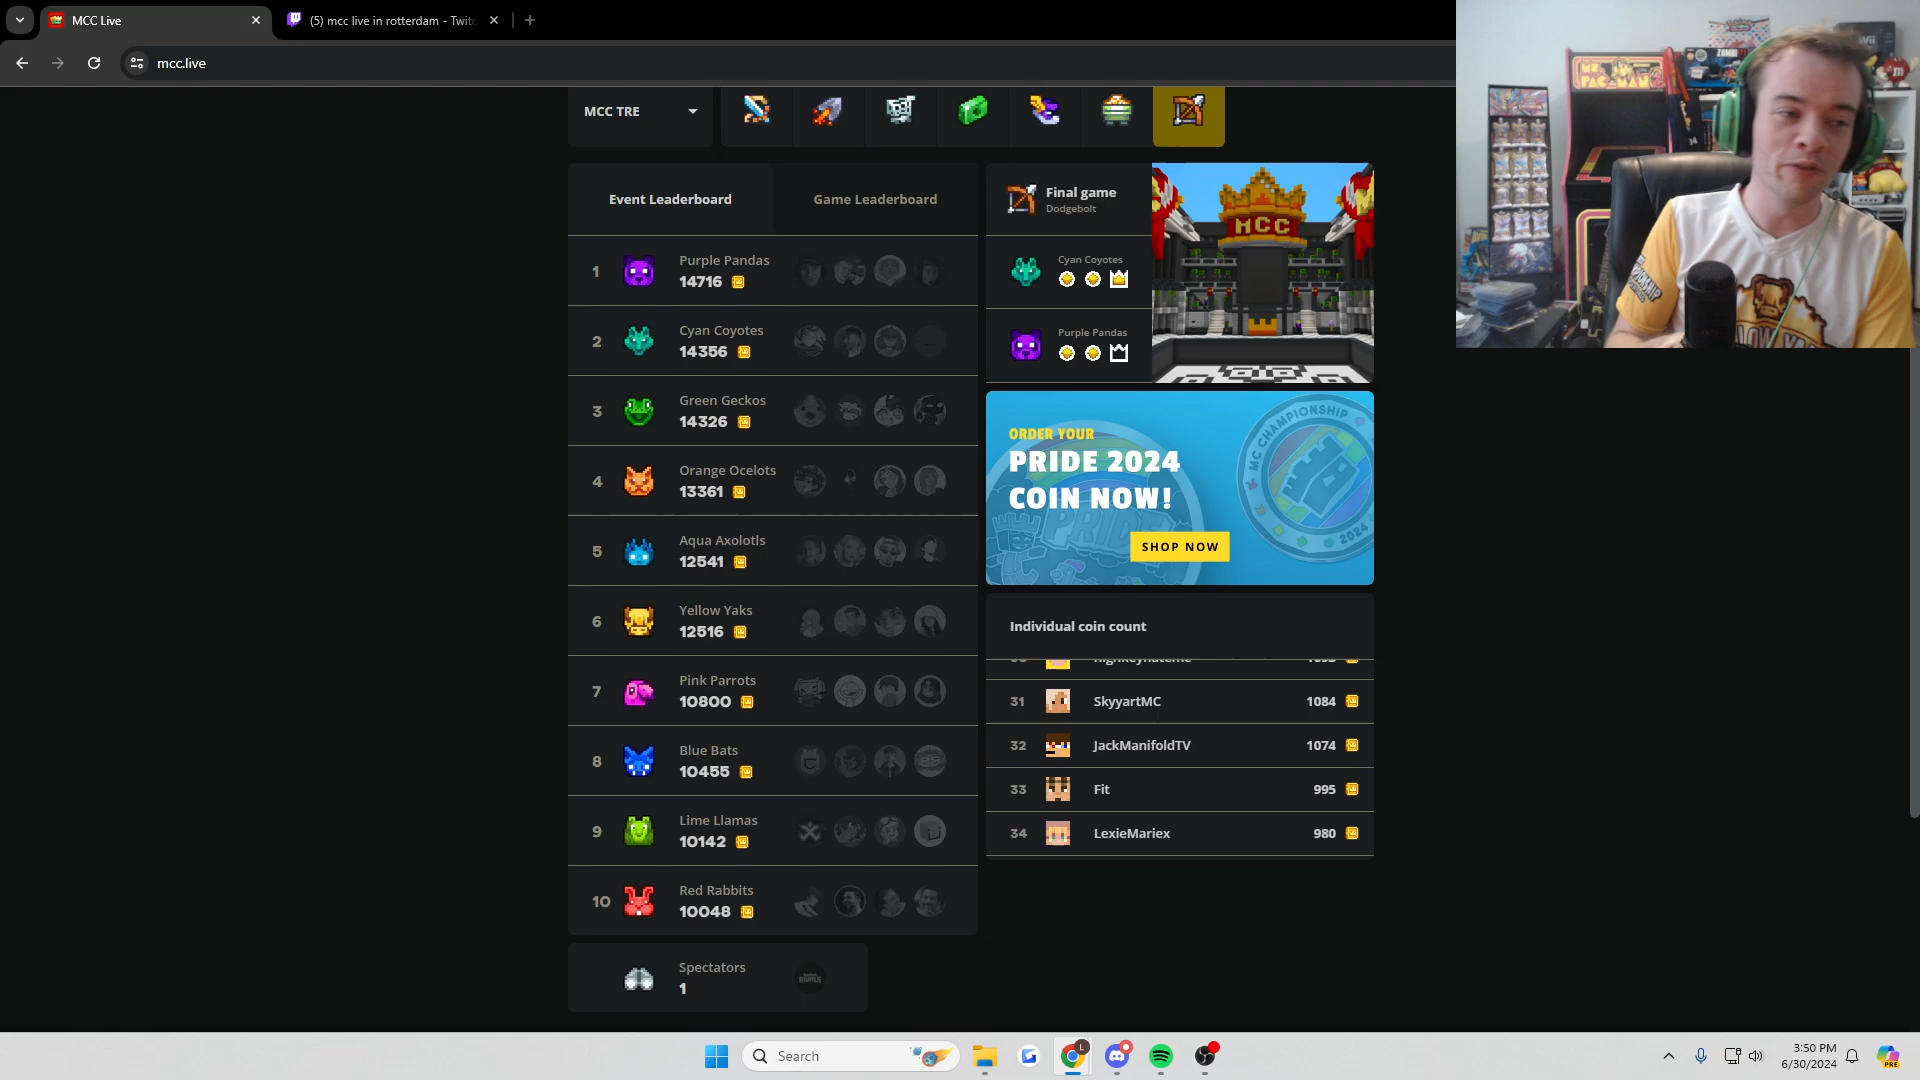 MCC Live
(5) mcc live in rotterdam - Twitc
mcc.live
MCC TRE
Event Leaderboard
Game Leaderboard
1
Purple Pandas
14716
2
Cyan Coyotes
14356
3
Green Geckos
14326
4
Orange Ocelots
13361
5
Aqua Axolotls
12541
6
Yellow Yaks
12516
7
Pink Parrots
10800
8
Blue Bats
10455
9
Lime Llamas
10142
10
Red Rabbits
10048
Spectators
1
RIVALS
Final game
Dodgebolt
Cyan Coyotes
Purple Pandas
MCC
ORDER YOUR
PRIDE 2024
COIN NOW!
SHOP NOW
PRIDE
MC CHAMPIONSHIP
2024
Individual coin count
31 SkyyartMC 1084
32 JackManifoldTV 1074
33 Fit 995
34 LexieMariex 980
Search
3:50 PM
6/30/2024
PRE